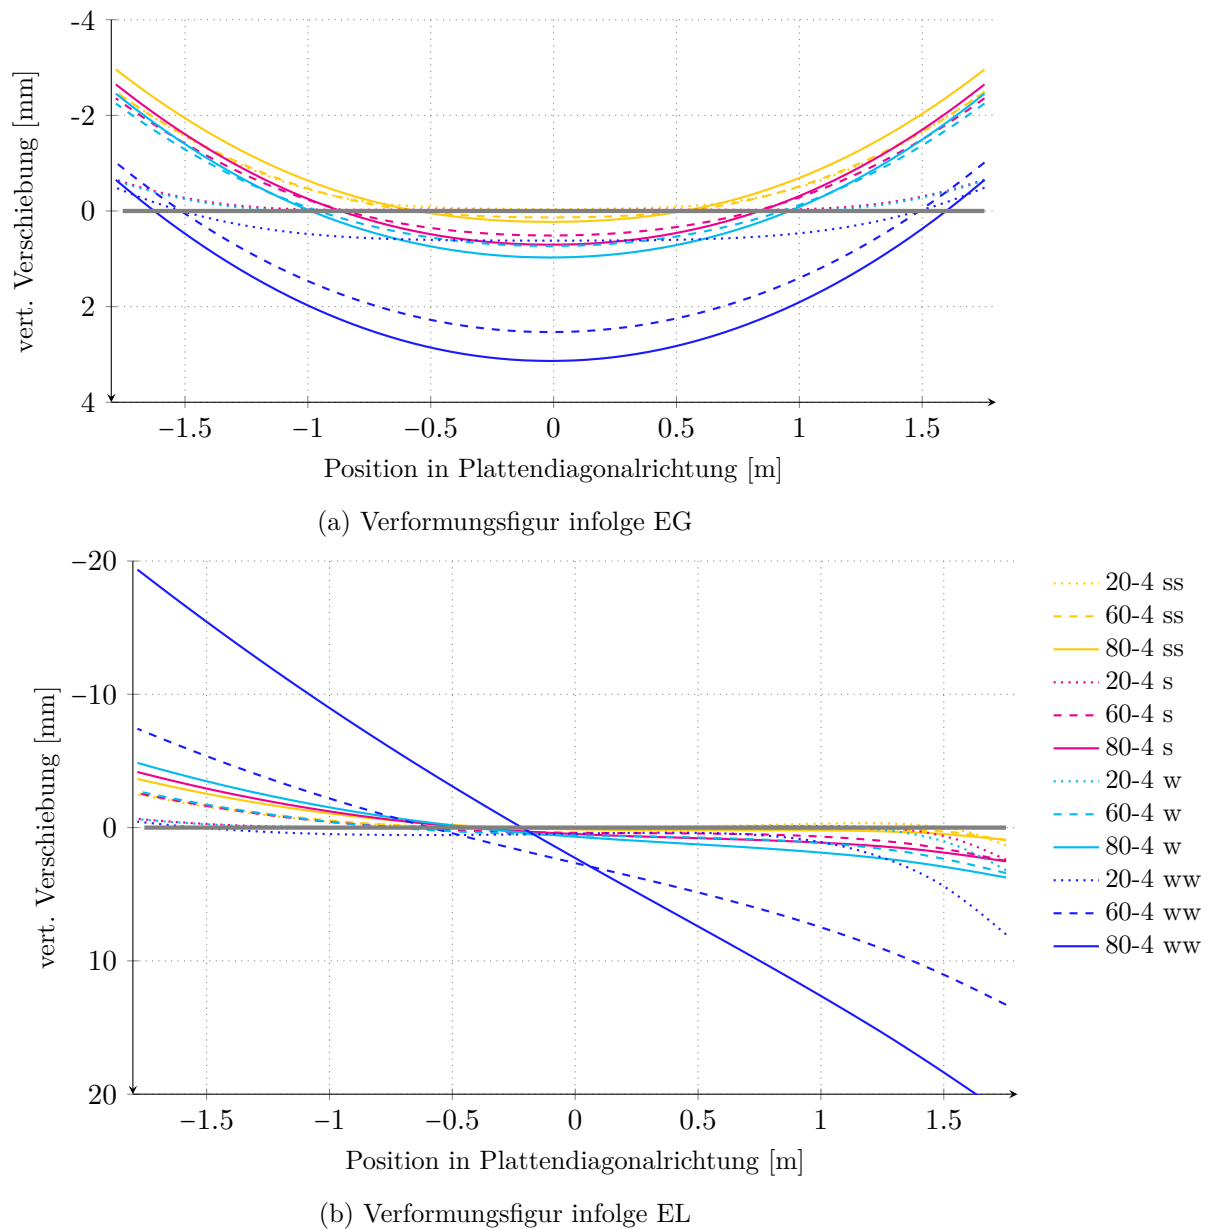 -4
-2
0
2
4
vert. Verschiebung [mm]
−1.5 −1 −0.5 0 0.5 1 1.5
Position in Plattendiagonalrichtung [m]
(a) Verformungsfigur infolge EG
−20
−10
0
10
20
vert. Verschiebung [mm]
−1.5 −1 −0.5 0 0.5 1 1.5
Position in Plattendiagonalrichtung [m]
(b) Verformungsfigur infolge EL
20-4 ss
60-4 ss
80-4 ss
20-4 s
60-4 s
80-4 s
20-4 w
60-4 w
80-4 w
20-4 ww
60-4 ww
80-4 ww